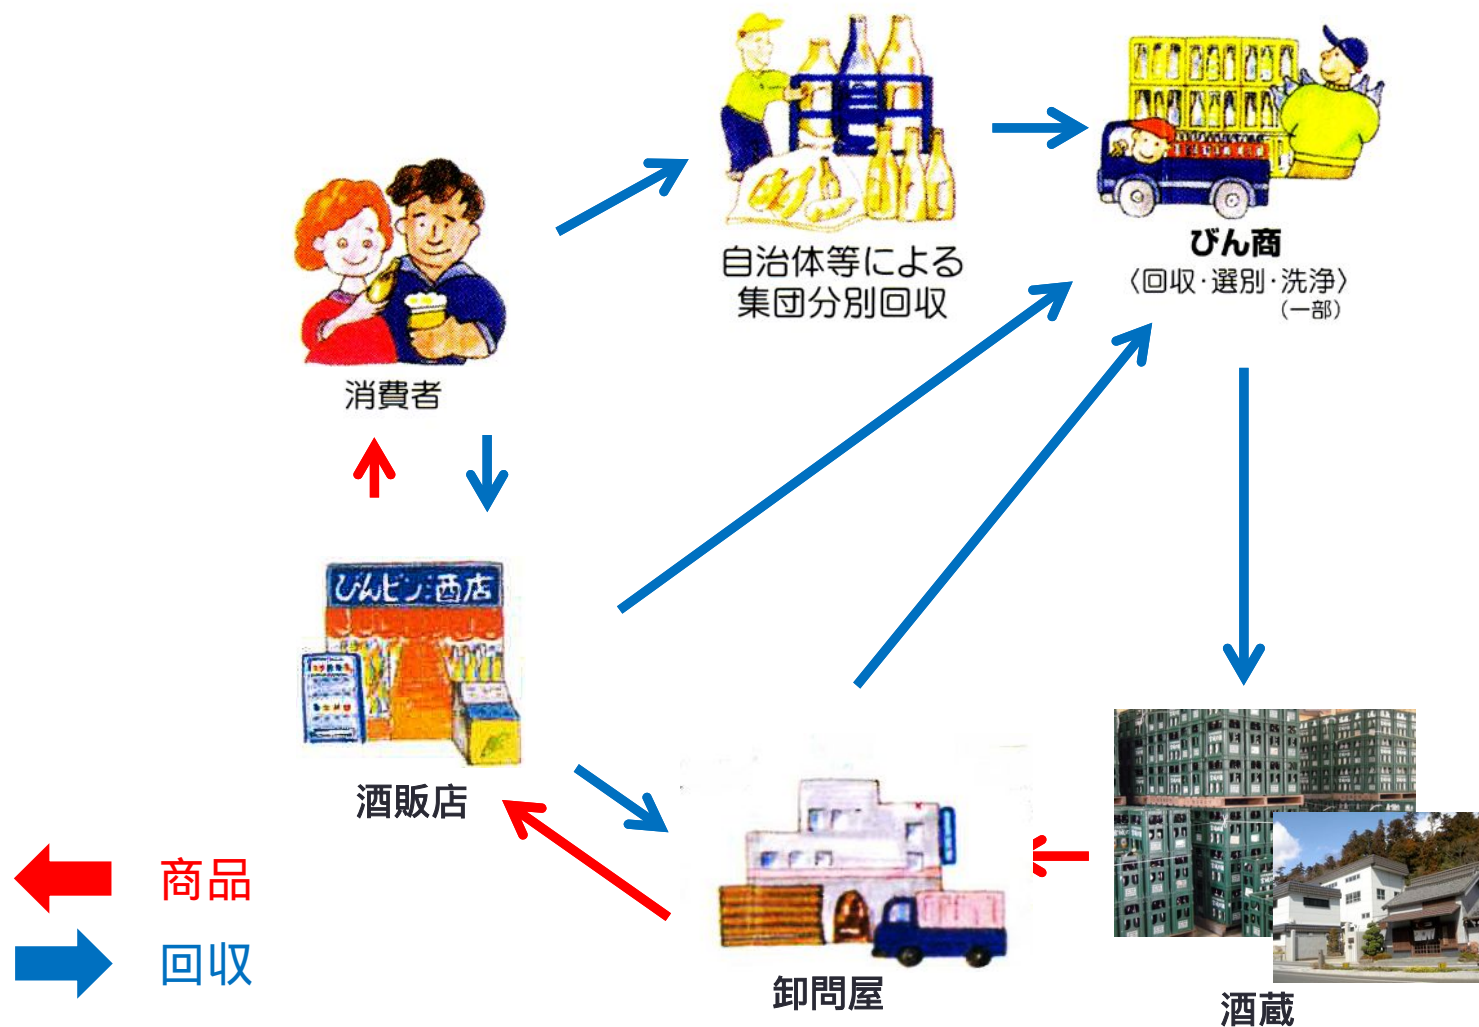 自治体等による
集団分別回収
びん商
〈回収・選別・洗浄〉
(一部)
消費者
びんビン酒店
酒販店
商品
回収
卸問屋
酒蔵